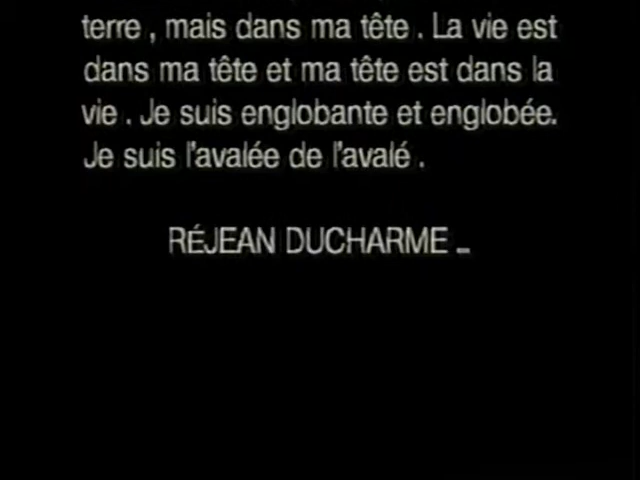 terre , mais dans ma tête . La vie est
dans ma tête et ma tête est dans la
vie . Je suis englobante et englobée.
Je suis l'avalée de l'avalé .
RÉJEAN DUCHARME _